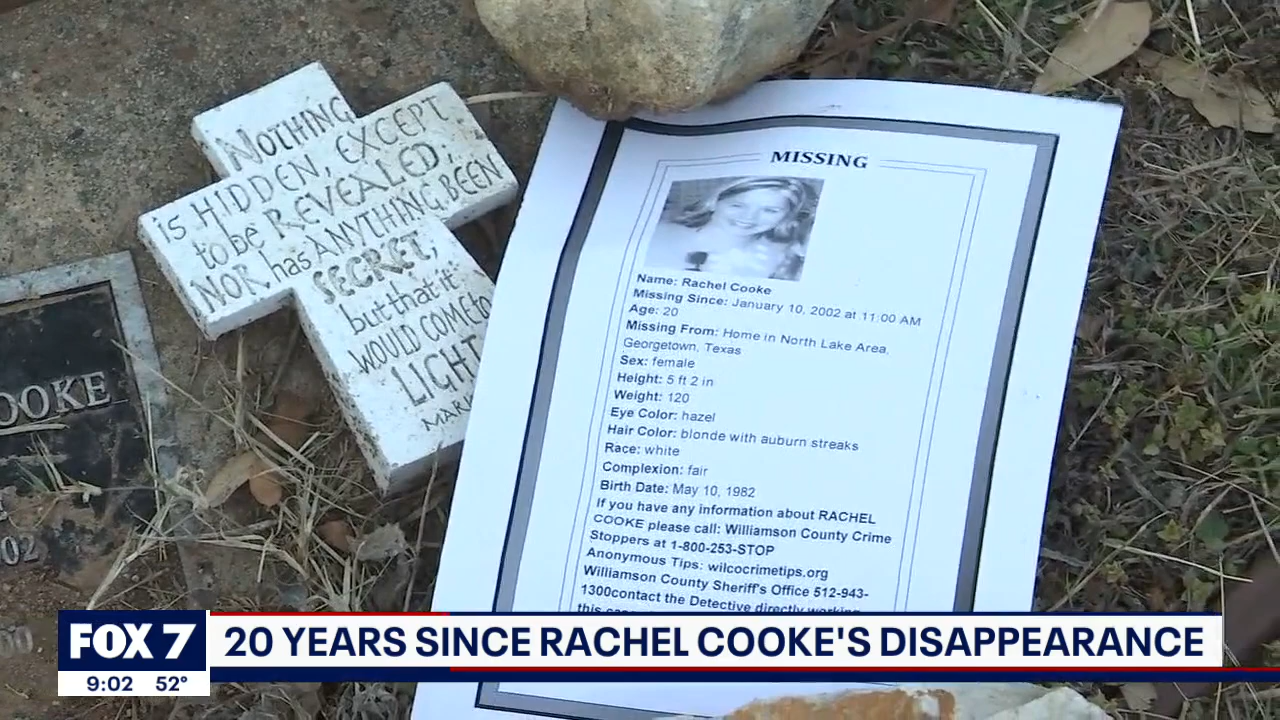 NOTHING
is HIDDEN, EXCEPT
to be REVEALED;
NOR has ANYTHING BEEN
SECRET,
but that it
WOULD COME to
LIGHT
MARK
OOKE
02
MISSING
Name: Rachel Cooke
Missing Since: January 10, 2002 at 11:00 AM
Age: 20
Missing From: Home in North Lake Area,
Georgetown, Texas
Sex: female
Height: 5 ft 2 in
Weight: 120
Eye Color: hazel
Hair Color: blonde with auburn streaks
Race: white
Complexion: fair
Birth Date: May 10, 1982
If you have any information about RACHEL
COOKE please call: Williamson County Crime
Stoppers at 1-800-253-STOP
Anonymous Tips: wilcocrimetips.org
Williamson County Sheriff's Office 512-943-
1300contact the Detective directly working
FOX 7
20 YEARS SINCE RACHEL COOKE'S DISAPPEARANCE
9:02 52°